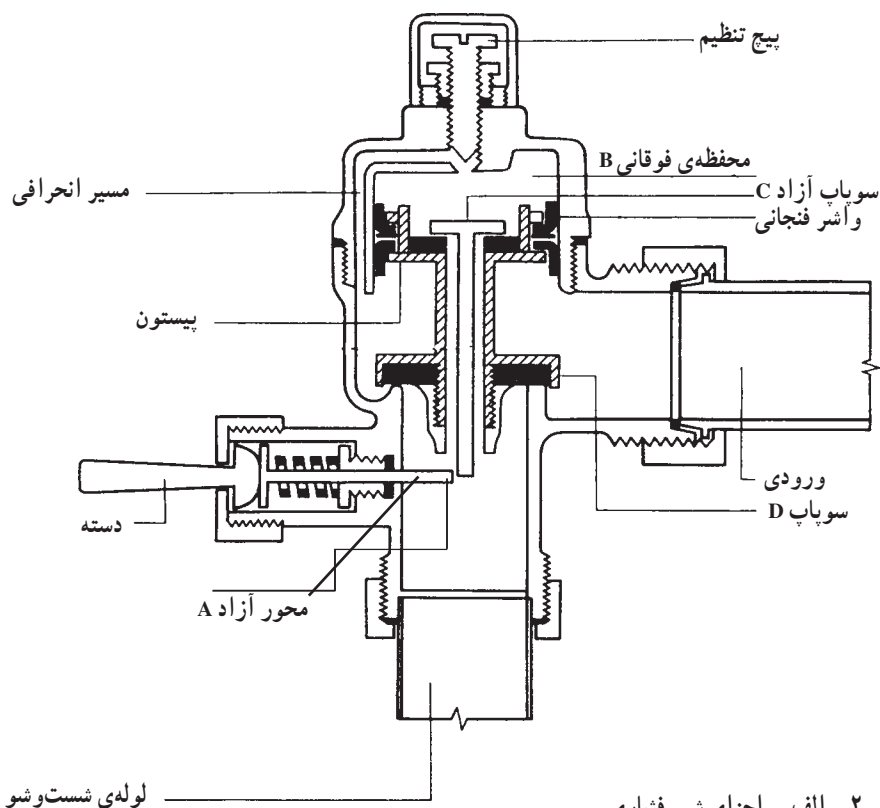 پیچ تنظیم
محفظه‌ی فوقانی B
سوپاپ آزاد C
واشر فنجانی
مسیر انحرافی
پیستون
ورودی
سوپاپ D
دسته
محور آزاد A
لوله‌ی شست‌وشو